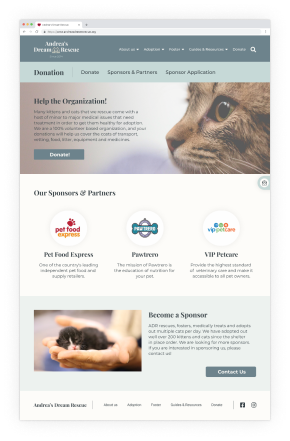 Andrea's
Dream Rescue
About us Adoption Foster Guides & Resources Donate
Donation Donate Sponsors & Partners Sponsor Application
Help the Organization!
Many kittens and cats that we rescue come with a
host of minor to major medical issues that need
treatment in order to get them healthy for adoption.
We are a 100% volunteer based organization, and your
donations will help us cover the costs of transport,
vetting, food, litter, equipment and medicines.
Donate!
Our Sponsors & Partners
pet food
express
PAWTRERO
vip petcare
Pet Food Express
Pawtrero
VIP Petcare
One of the country's leading
independent pet food and
supply retailers.
The mission of Pawtrero is
the education of nutrition for
your pet.
Provide the highest standard
of veterinary care and make it
accessible to all pet owners.
Become a Sponsor
ADR rescues, fosters, medically treats and adopts
out multiple cats per day. We have adopted out
well over 200 kittens and cats since the shelter
in place order. We are looking for more sponsors.
If you are interested in sponsoring us, please
contact us!
Contact Us
Andrea's Dream Rescue About us Adoption Foster Guides & Resources Donate